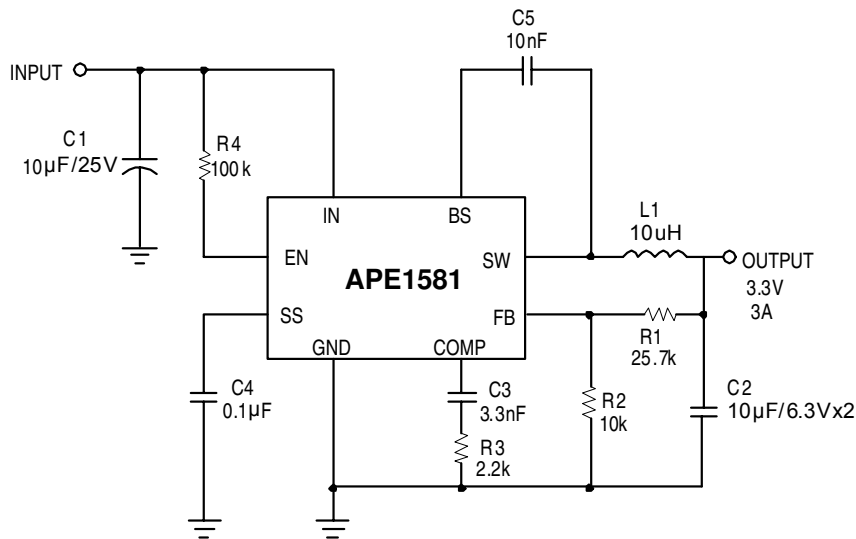 C5
10nF
INPUT
C1
10µF/25V
R4
100k
IN
BS
L1
10uH
EN
SW
OUTPUT
APE1581
3.3V
3A
SS
FB
R1
25.7k
GND
COMP
C4
0.1µF
C3
3.3nF
R2
10k
C2
10µF/6.3Vx2
R3
2.2k